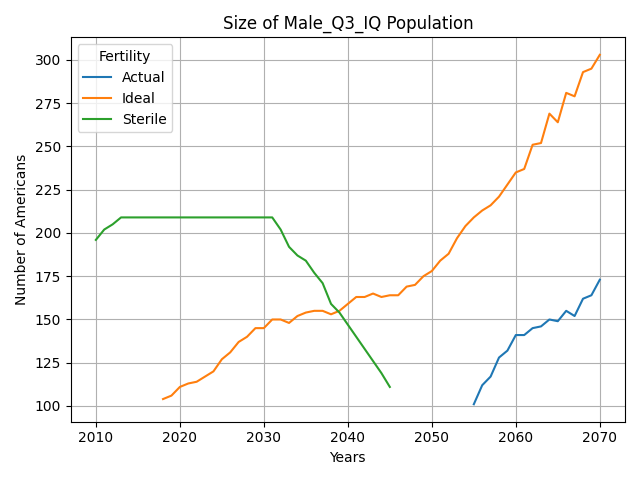 Size of Male_Q3_IQ Population
Fertility
Actual
Ideal
Sterile
Number of Americans
300
275
250
225
200
175
150
125
100
2010 2020 2030 2040 2050 2060 2070
Years